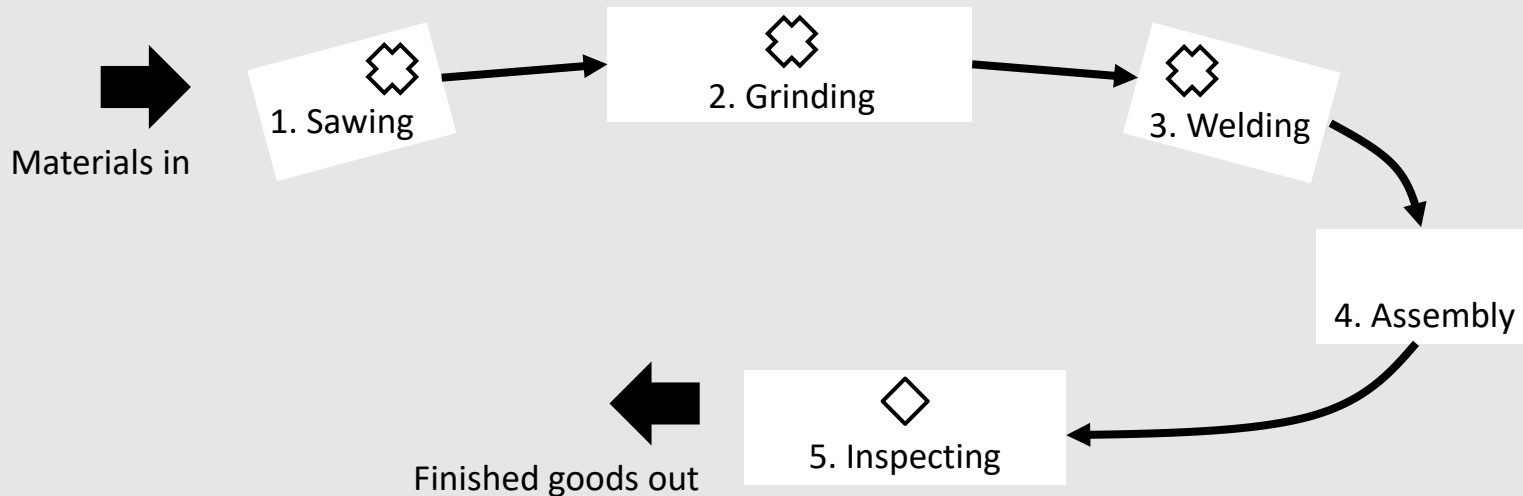 Materials in
1. Sawing
2. Grinding
3. Welding
4. Assembly
5. Inspecting
Finished goods out